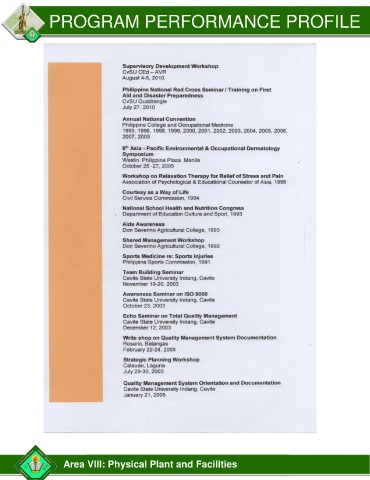 PROGRAM PERFORMANCE PROFILE
Supervisory Development Workshop
CvSU CEd – AVR
August 4-5, 2010
Philippine National Red Cross Seminar / Training on First
Aid and Disaster Preparedness
CvSU Quadrangle
July 27, 2010
Annual National Convention
Philippine College and Occupational Medicine
1993, 1996, 1998, 1999, 2000, 2001, 2002, 2003, 2004, 2005, 2006,
2007, 2008
8th Asia - Pacific Environmental & Occupational Dermatology
Symposium
Westin Philippine Plaza Manila
October 25 -27, 2005
Workshop on Relaxation Therapy for Relief of Stress and Pain
Association of Psychological & Educational Counselor of Asia, 1996
Courtesy as a Way of Life
Civil Service Commission, 1994
National School Health and Nutrition Congress
Department of Education Culture and Sport, 1993
Aids Awareness
Don Severino Agricultural College, 1993
Shared Management Workshop
Don Severino Agricultural College, 1992
Sports Medicine re: Sports Injuries
Philippine Sports Commission, 1991
Team Building Seminar
Cavite State University Indang, Cavite
November 19-20, 2003
Awareness Seminar on ISO 9000
Cavite State University Indang, Cavite
October 23, 2003
Echo Seminar on Total Quality Management
Cavite State University Indang, Cavite
December 12, 2003
Write shop on Quality Management System Documentation
Rosario, Batangas
February 22-24, 2005
Strategic Planning Workshop
Calauan, Laguna
July 29-30, 2003
Quality Management System Orientation and Documentation
Cavite State University Indang, Cavite
January 21, 2005
Area VIII: Physical Plant and Facilities